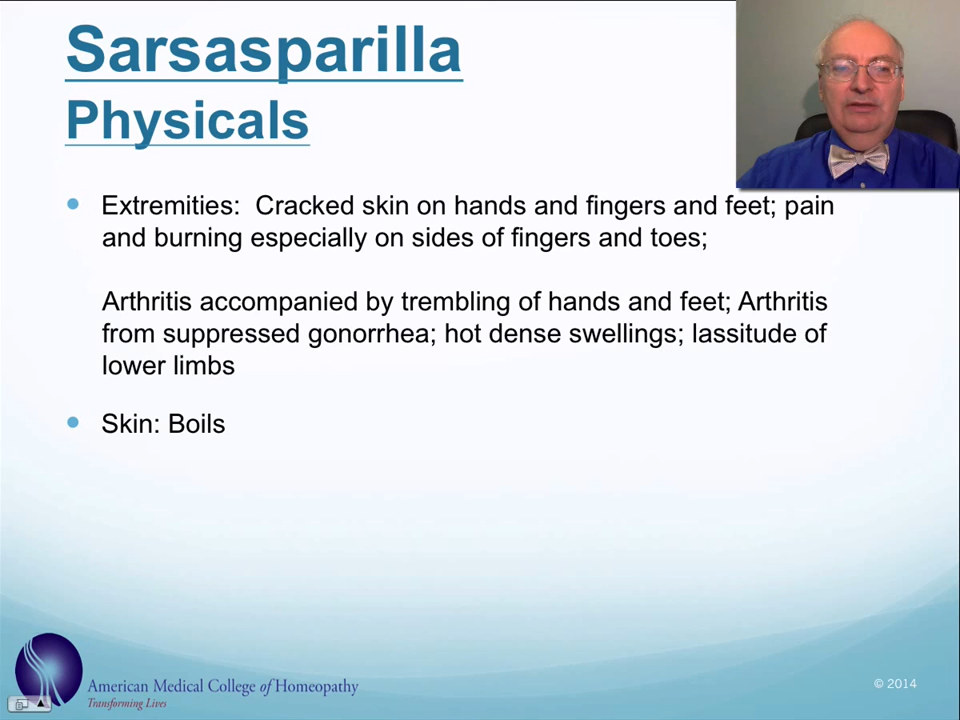 Sarsasparilla
Physicals
Extremities: Cracked skin on hands and fingers and feet; pain
and burning especially on sides of fingers and toes;
Arthritis accompanied by trembling of hands and feet; Arthritis
from suppressed gonorrhea; hot dense swellings; lassitude of
lower limbs
Skin: Boils
American Medical College of Homeopathy
Transforming Lives
© 2014